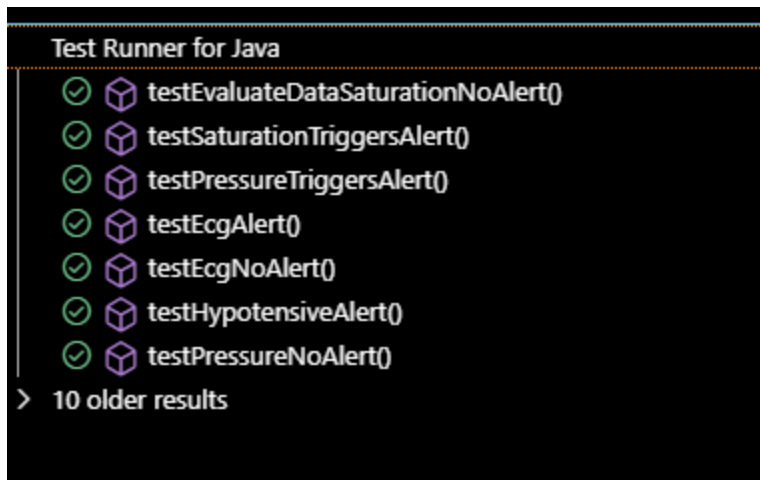 Test Runner for Java
testEvaluateDataSaturationNoAlert()
testSaturationTriggersAlert()
testPressureTriggersAlert()
testEcgAlert()
testEcgNoAlert()
testHypotensiveAlert()
testPressureNoAlert()
10 older results